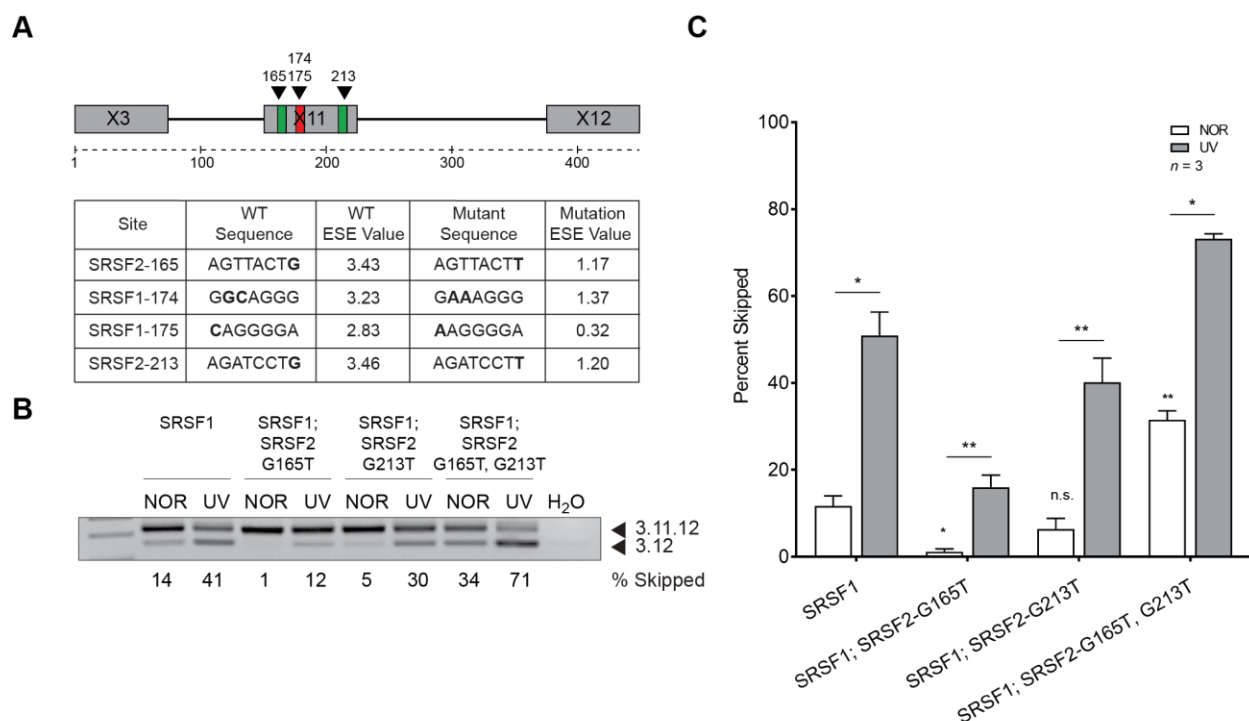 A
174
165 175 213
X3 X 11 X12
1 100 200 300 400
Site WT Sequence WT ESE Value Mutant Sequence Mutation ESE Value
SRSF2-165 AGTTACTG 3.43 AGTTACTT 1.17
SRSF1-174 GGCAGGG 3.23 GAAAGGG 1.37
SRSF1-175 CAGGGGA 2.83 AAGGGGA 0.32
SRSF2-213 AGATCCTG 3.46 AGATCCTT 1.20
B
SRSF1 SRSF1; SRSF2 G165T SRSF1; SRSF2 G213T SRSF1; SRSF2 G165T, G213T
NOR UV NOR UV NOR UV NOR UV H2O
3.11.12
3.12
14 41 1 12 5 30 34 71 % Skipped
C
100
80
60
40
20
0
Percent Skipped
NOR
UV
n = 3
*
*
**
n.s.
**
**
*
SRSF1
SRSF1; SRSF2-G165T
SRSF1; SRSF2-G213T
SRSF1; SRSF2-G165T, G213T